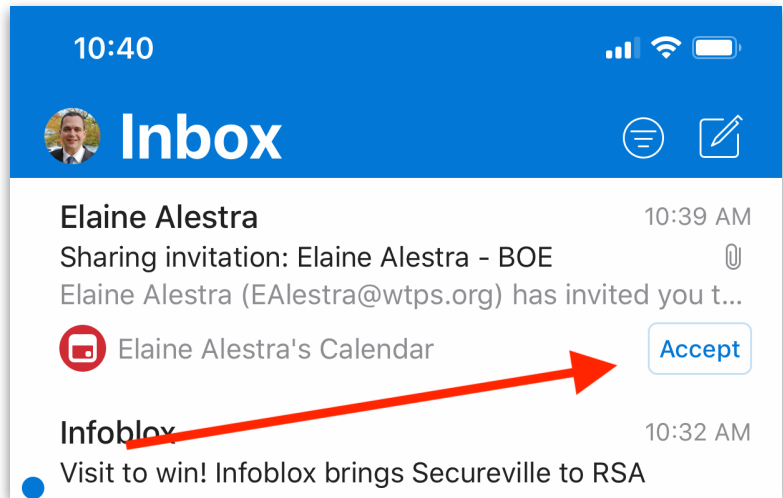 10:40
Inbox
Elaine Alestra 10:39 AM
Sharing invitation: Elaine Alestra - BOE
Elaine Alestra (EAlestra@wtps.org) has invited you t...
Elaine Alestra's Calendar Accept
Infoblox 10:32 AM
Visit to win! Infoblox brings Secureville to RSA